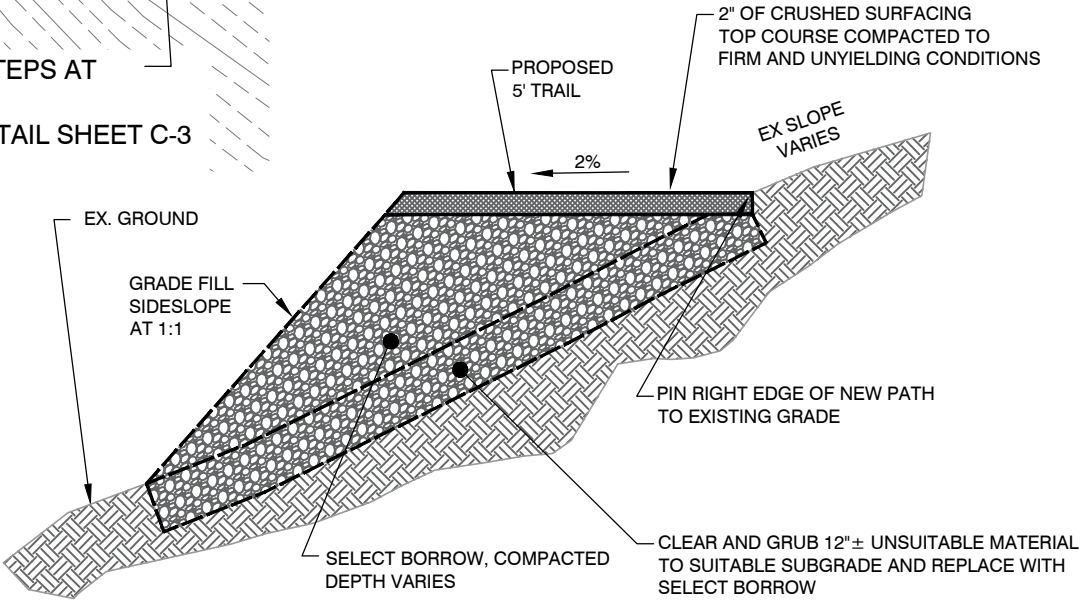 TEPS AT
TAIL SHEET C-3
2" OF CRUSHED SURFACING
TOP COURSE COMPACTED TO
FIRM AND UNYIELDING CONDITIONS
PROPOSED
5' TRAIL
2%
EX SLOPE
VARIES
EX. GROUND
GRADE FILL
SIDESLOPE
AT 1:1
PIN RIGHT EDGE OF NEW PATH
TO EXISTING GRADE
SELECT BORROW, COMPACTED
DEPTH VARIES
CLEAR AND GRUB 12"± UNSUITABLE MATERIAL
TO SUITABLE SUBGRADE AND REPLACE WITH
SELECT BORROW